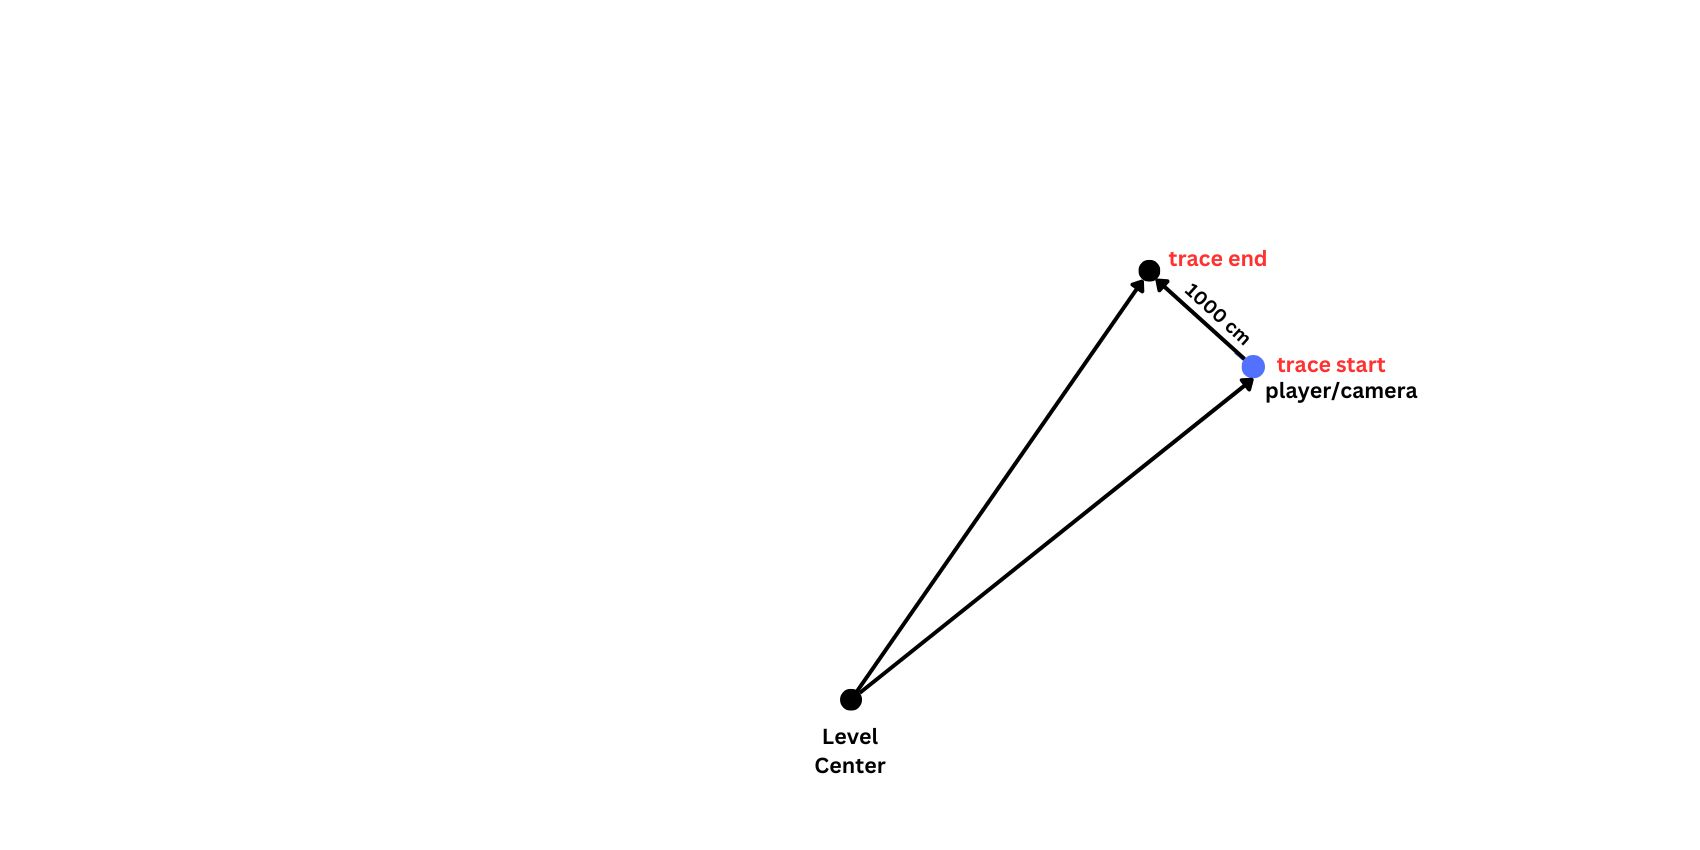 trace end
1000 cm
trace start
player/camera
Level
Center